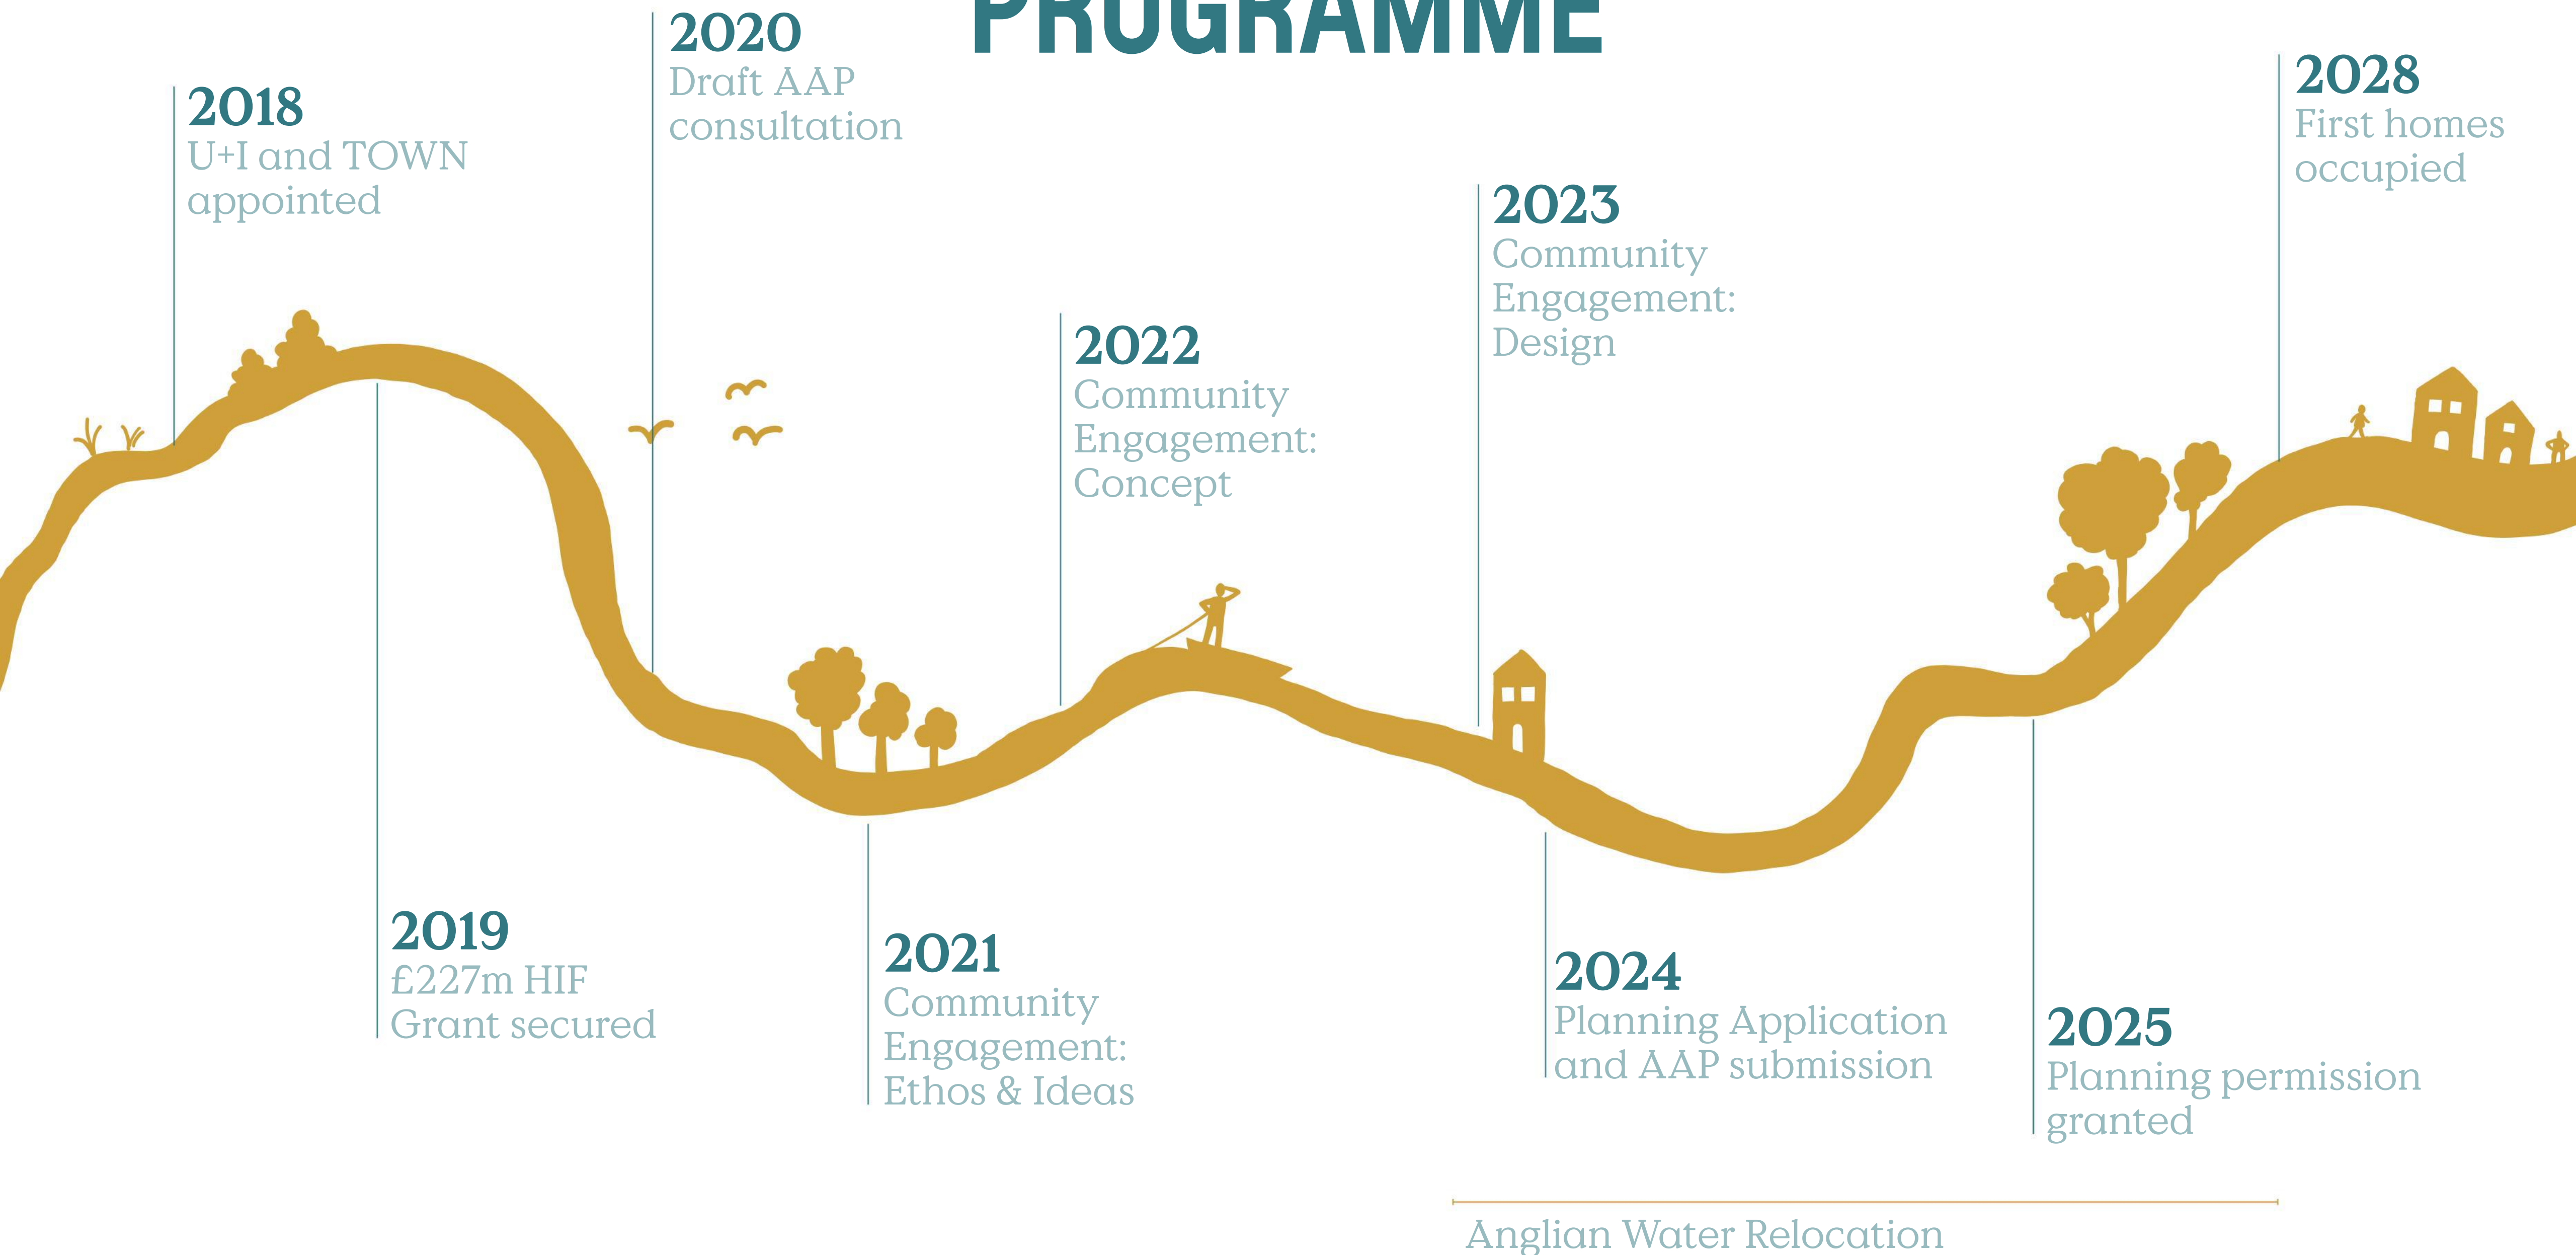 PROGRAMME
2018
U+I and TOWN
appointed
2019
£227m HIF
Grant secured
2020
Draft AAP
consultation
2021
Community
Engagement:
Ethos & Ideas
2022
Community
Engagement:
Concept
2023
Community
Engagement:
Design
2024
Planning Application
and AAP submission
2025
Planning permission
granted
2028
First homes
occupied
Anglian Water Relocation